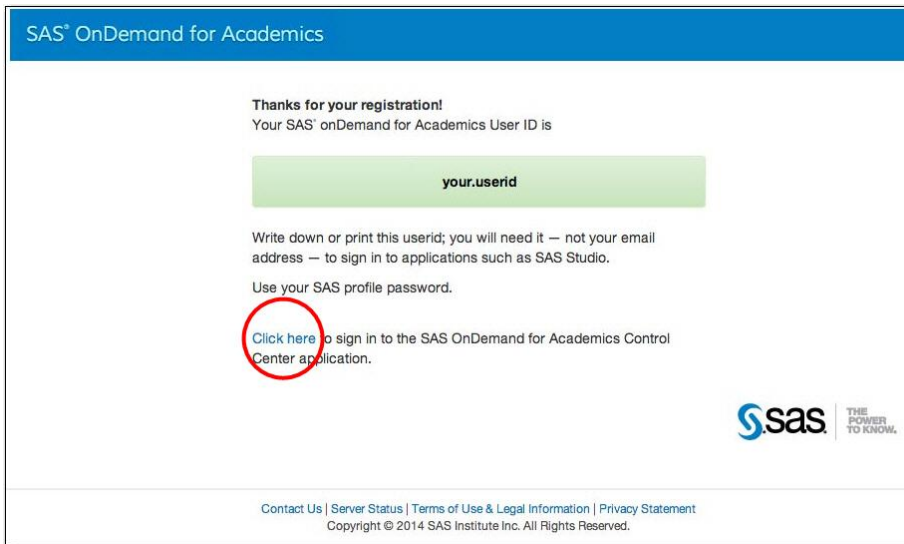 SAS® OnDemand for Academics
Thanks for your registration!
Your SAS® onDemand for Academics User ID is
your.userid
Write down or print this userid; you will need it — not your email
address — to sign in to applications such as SAS Studio.
Use your SAS profile password.
Click here to sign in to the SAS OnDemand for Academics Control
Center application.
sas
THE
POWER
TO KNOW.
Contact Us | Server Status | Terms of Use & Legal Information | Privacy Statement
Copyright © 2014 SAS Institute Inc. All Rights Reserved.